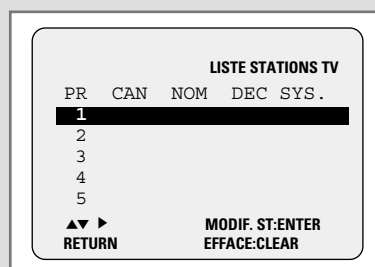 LISTE STATIONS TV
PR CAN NOM DEC SYS.
1
2
3
4
5
▲▼ ▶ MODIF. ST:ENTER
RETURN EFFACE:CLEAR